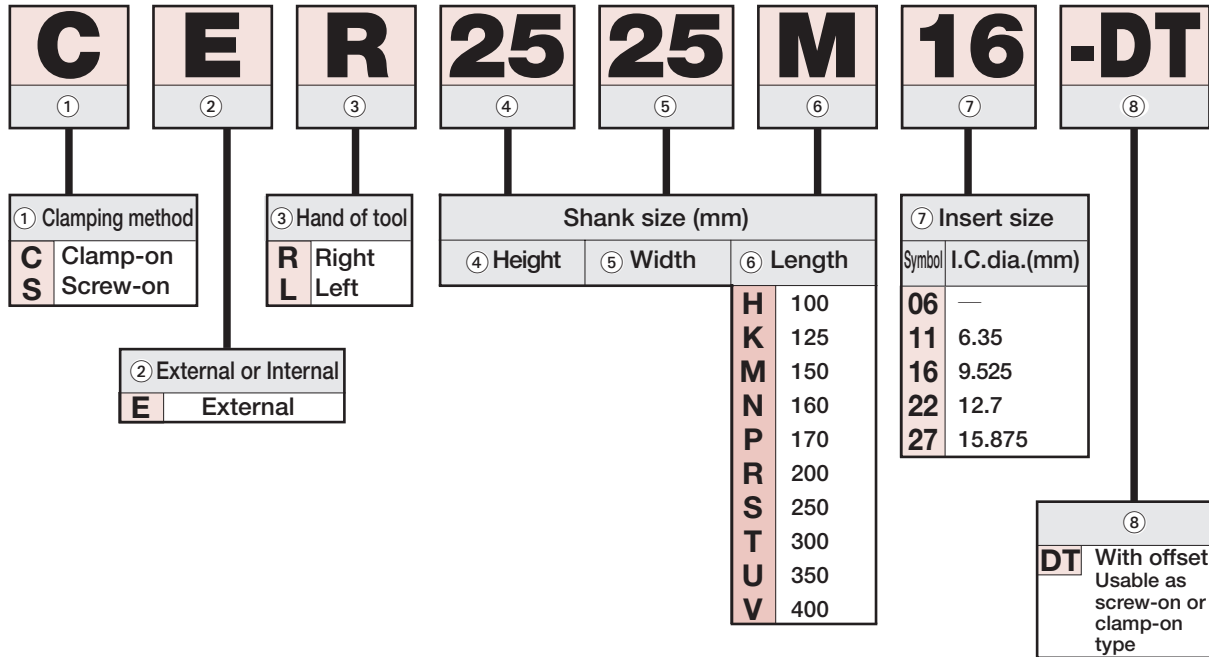 C E R 25 25 M 16 -DT
① ② ③ ④ ⑤ ⑥ ⑦ ⑧
① Clamping method
C Clamp-on
S Screw-on
② External or Internal
E External
③ Hand of tool
R Right
L Left
Shank size (mm)
④ Height ⑤ Width ⑥ Length
H 100
K 125
M 150
N 160
P 170
R 200
S 250
T 300
U 350
V 400
⑦ Insert size
Symbol I.C.dia.(mm)
06 —
11 6.35
16 9.525
22 12.7
27 15.875
⑧
DT With offset
Usable as
screw-on or
clamp-on
type